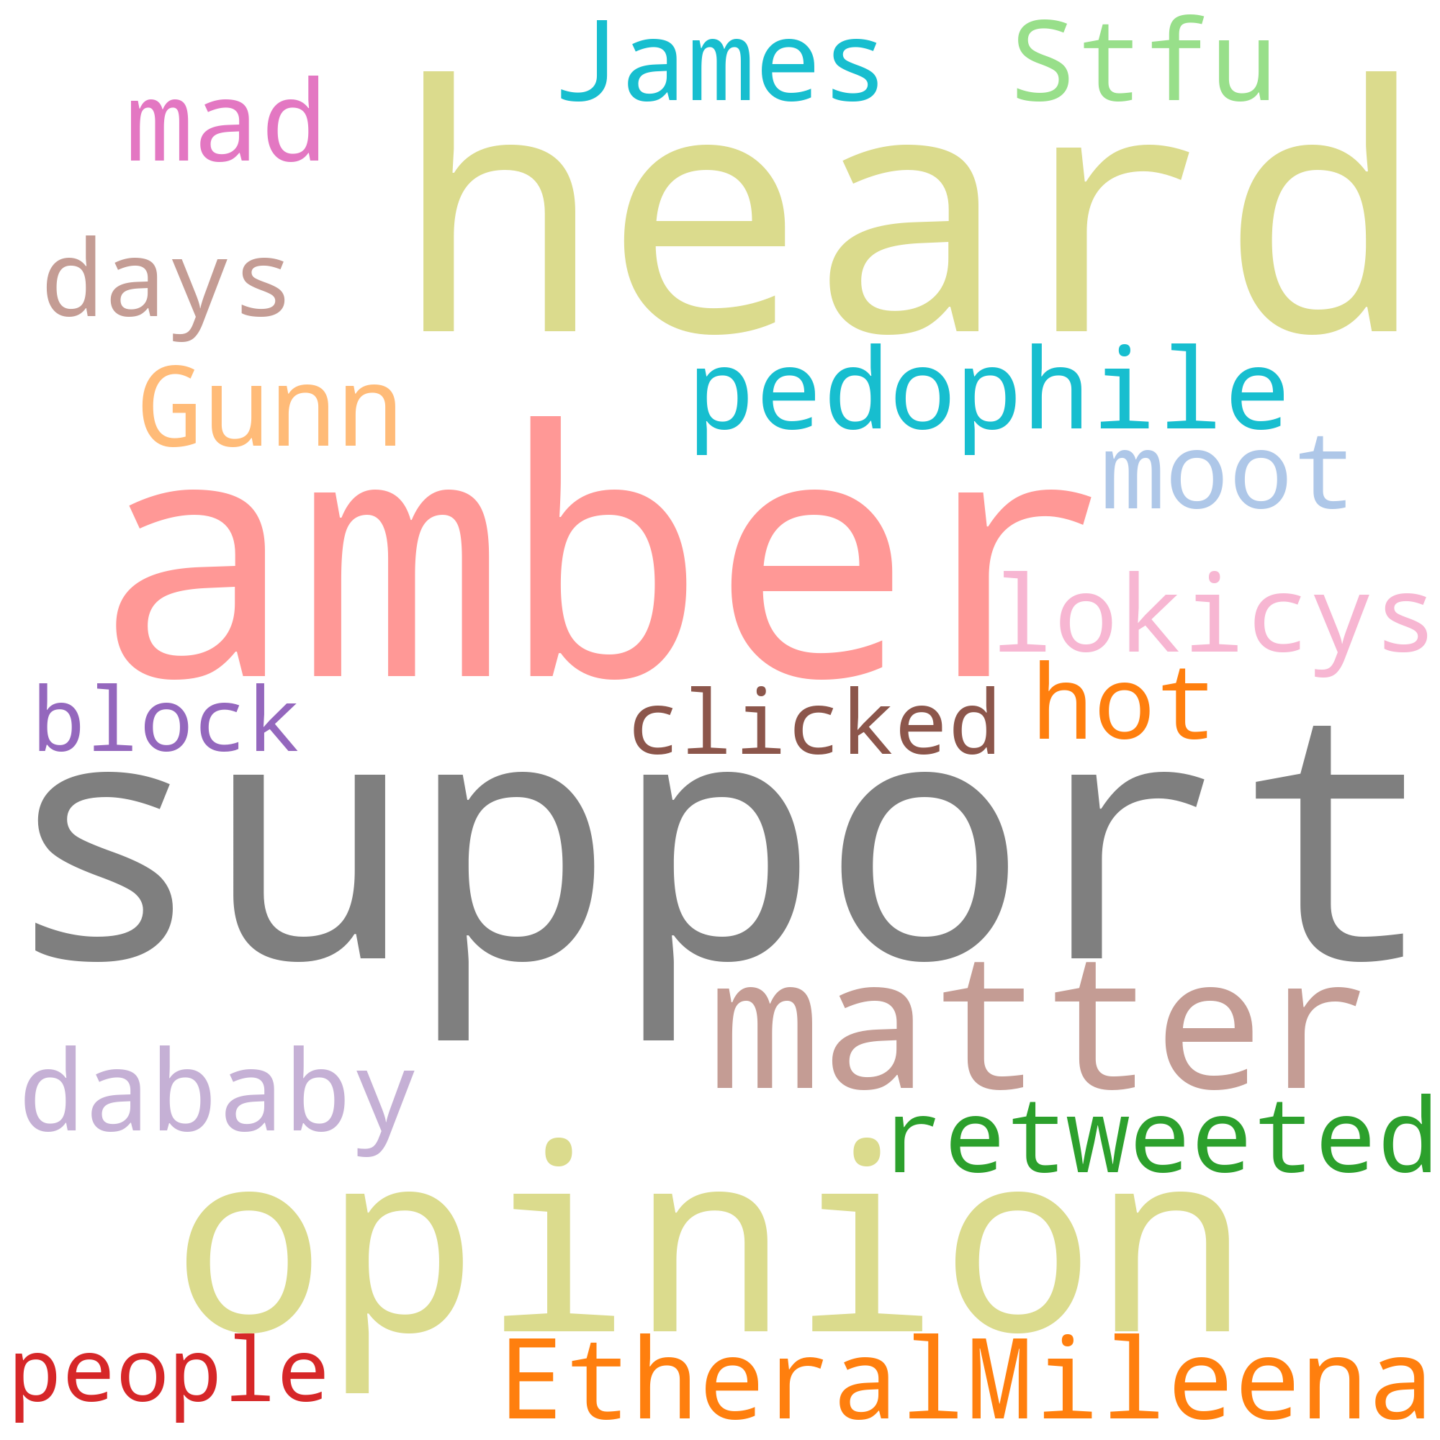 James Stfu
mad
heard
days
Gunn
pedophile
moot
amber
lokicys
block
clicked
hot
support
matter
dababy
retweeted
opinion
people
EtheralMileena